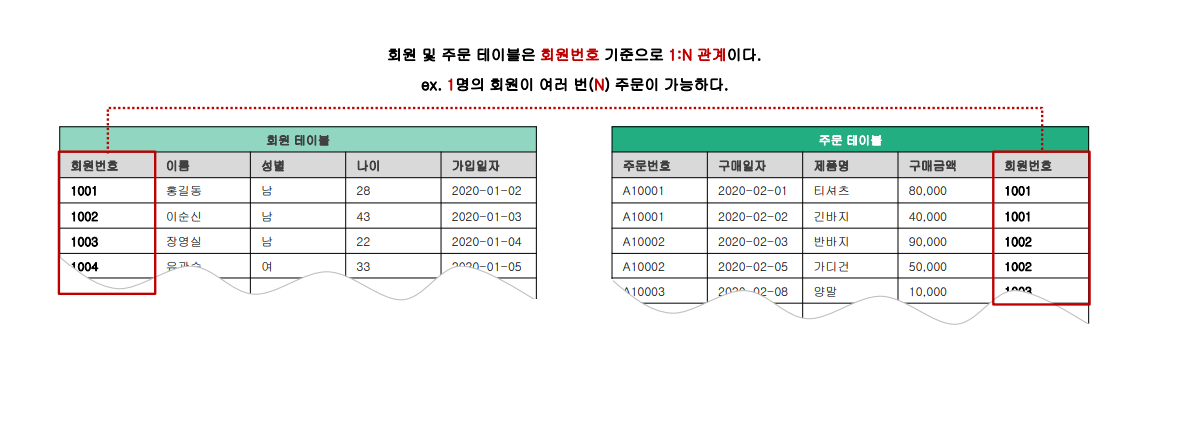 회원 및 주문 테이블은 회원번호 기준으로 1:N 관계이다.
ex. 1명의 회원이 여러 번(N) 주문이 가능하다.
회원 테이블
회원번호 이름 성별 나이 가입일자
1001 홍길동 남 28 2020-01-02
1002 이순신 남 43 2020-01-03
1003 장영실 남 22 2020-01-04
1004 유관순 여 33 2020-01-05
주문 테이블
주문번호 구매일자 제품명 구매금액 회원번호
A10001 2020-02-01 티셔츠 80,000 1001
A10001 2020-02-02 긴바지 40,000 1001
A10002 2020-02-03 반바지 90,000 1002
A10002 2020-02-05 가디건 50,000 1002
A10003 2020-02-08 양말 10,000 1003